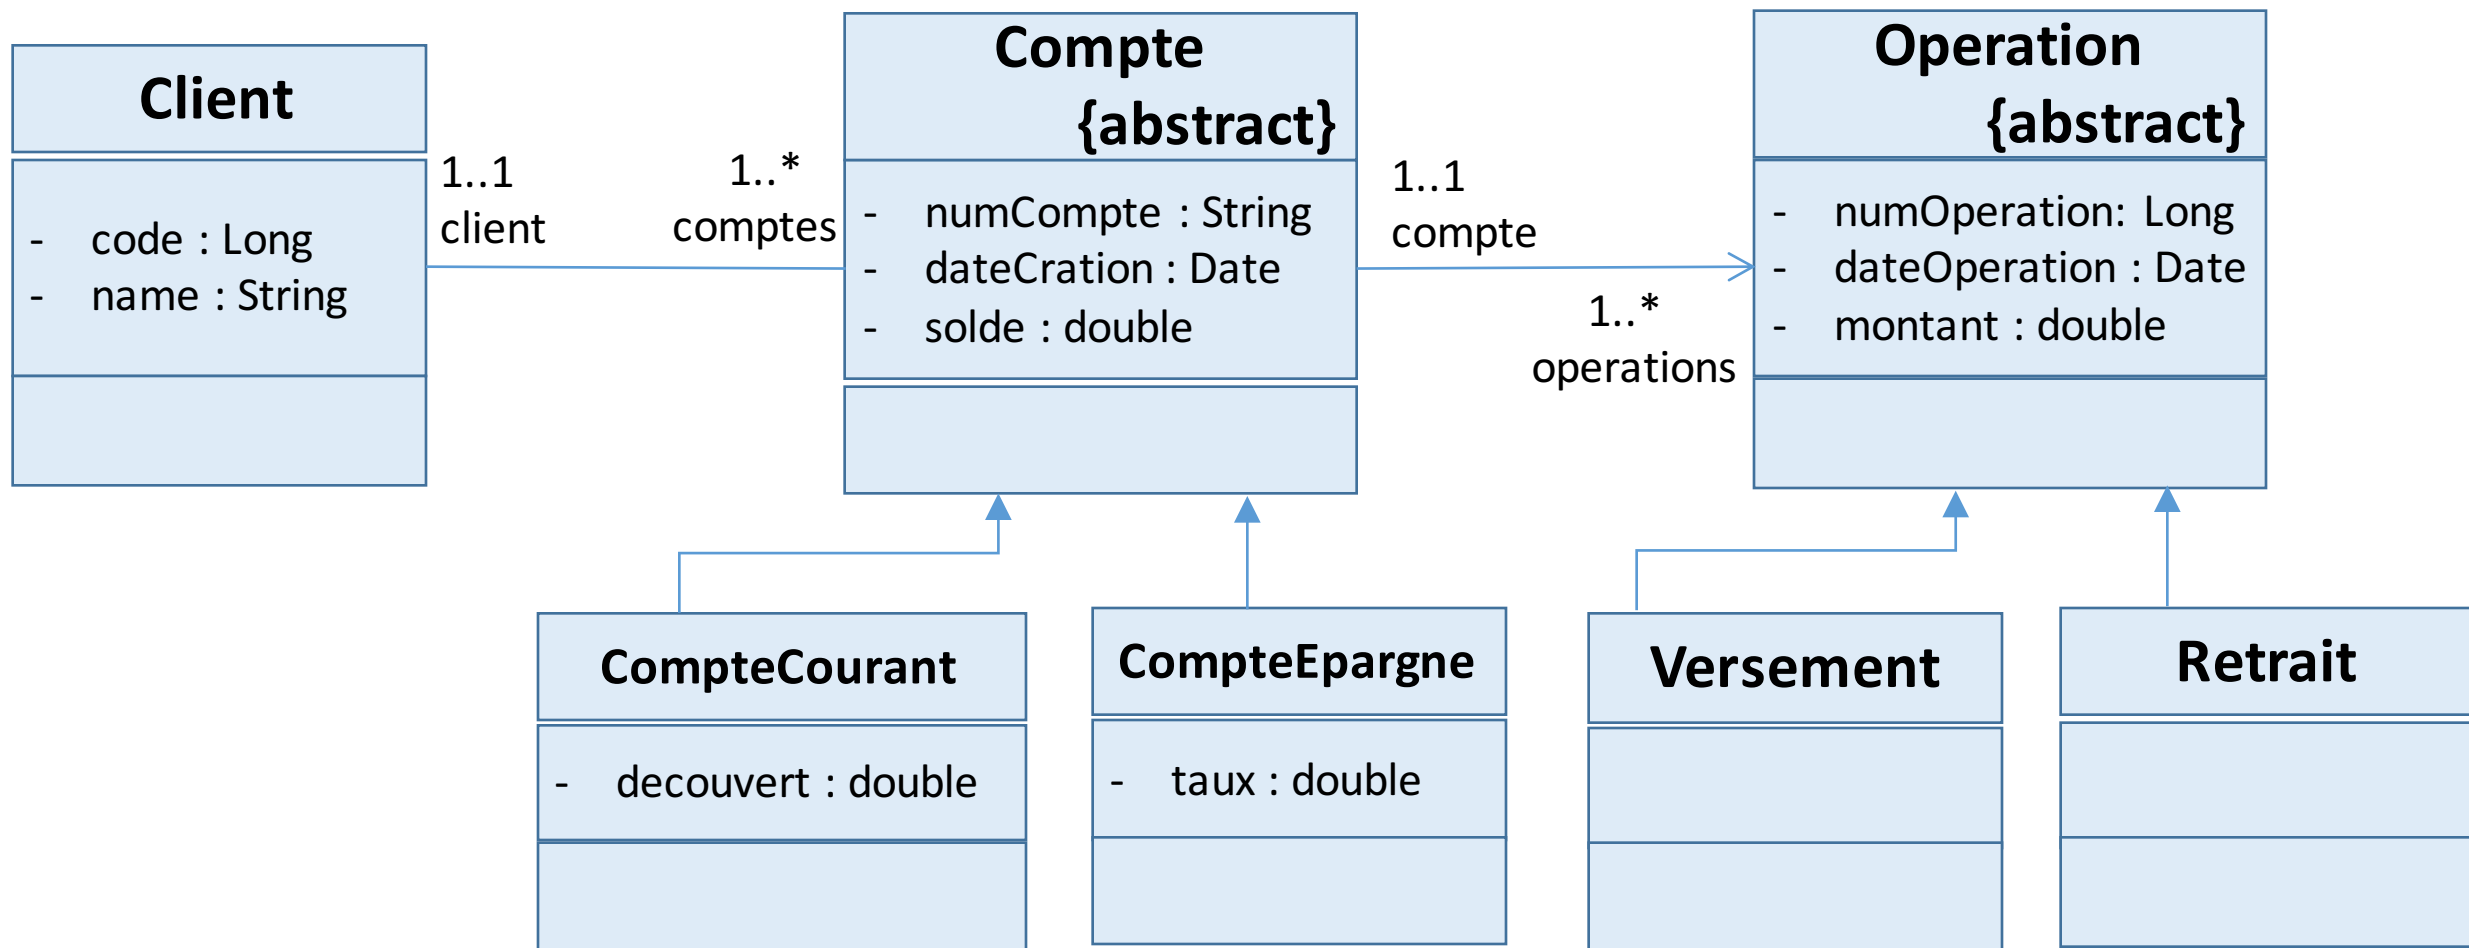 Client
- code : Long
- name : String
1..1
client
1..*
comptes
Compte
{abstract}
- numCompte : String
- dateCration : Date
- solde : double
1..1
compte
1..*
operations
Operation
{abstract}
- numOperation: Long
- dateOperation : Date
- montant : double
CompteCourant
- decouvert : double
CompteEpargne
- taux : double
Versement
Retrait